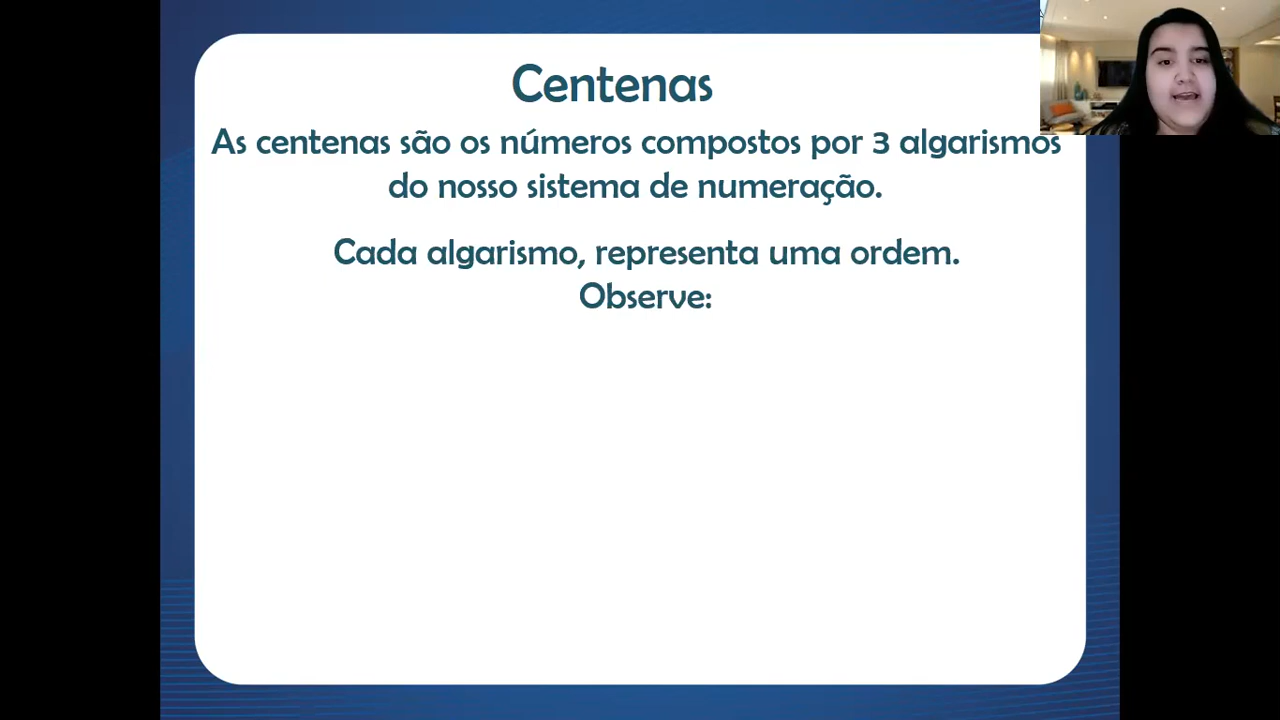 Centenas
As centenas são os números compostos por 3 algarismos
do nosso sistema de numeração.
Cada algarismo, representa uma ordem.
Observe: